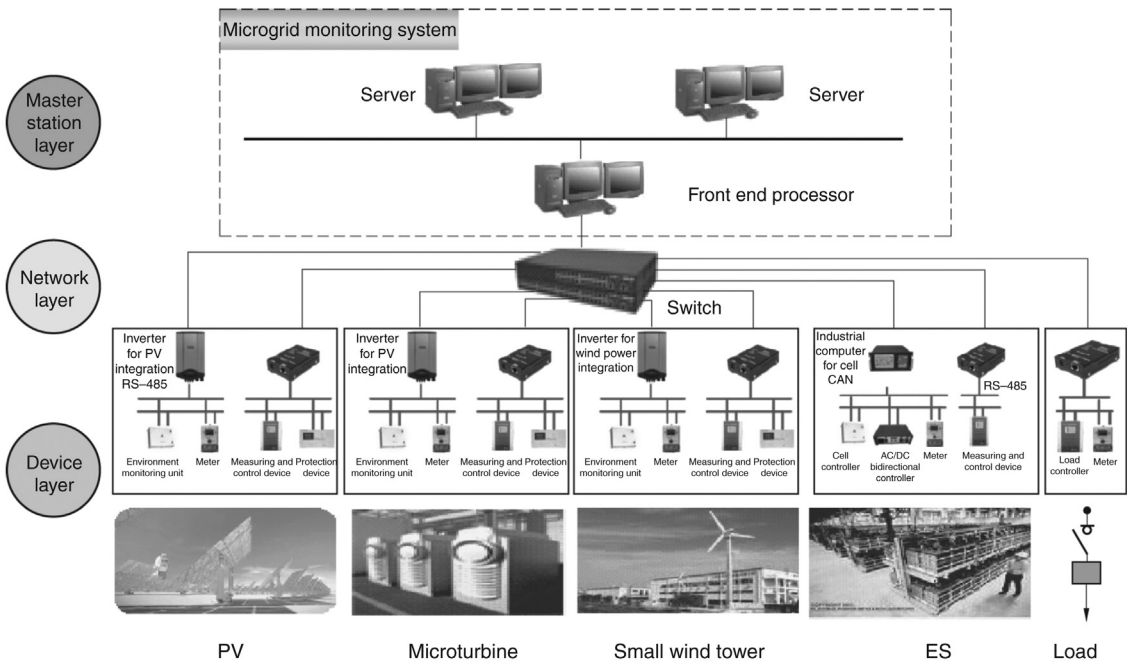 Microgrid monitoring system
Server
Server
Master
station
layer
Front end processor
Network
layer
Switch
Inverter
for PV
integration
RS–485
Environment
monitoring unit
Meter
Measuring and
control device
Protection
device
Inverter
for PV
integration
Environment
monitoring unit
Meter
Measuring and
control device
Protection
device
Inverter for
wind power
integration
Environment
monitoring unit
Meter
Measuring and
control device
Protection
device
Industrial
computer
for cell
CAN
RS–485
Cell
controller
AC/DC
bidirectional
controller
Meter
Measuring and
control device
Load
controller
Meter
Device
layer
PV
Microturbine
Small wind tower
ES
Load